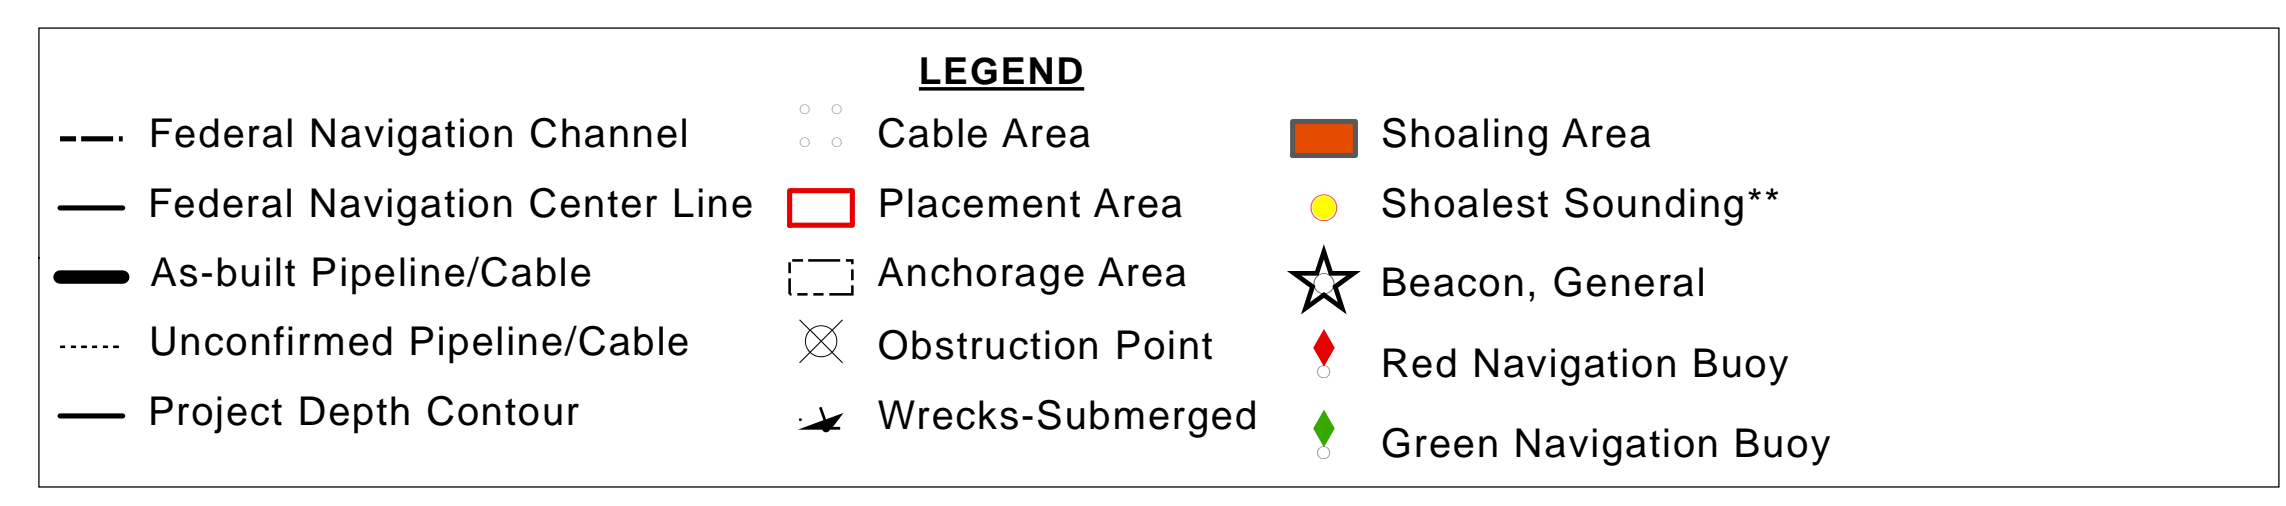 LEGEND
Federal Navigation Channel
Federal Navigation Center Line
As-built Pipeline/Cable
Unconfirmed Pipeline/Cable
Project Depth Contour
Cable Area
Placement Area
Anchorage Area
Obstruction Point
Wrecks-Submerged
Shoaling Area
Shoalest Sounding**
Beacon, General
Red Navigation Buoy
Green Navigation Buoy